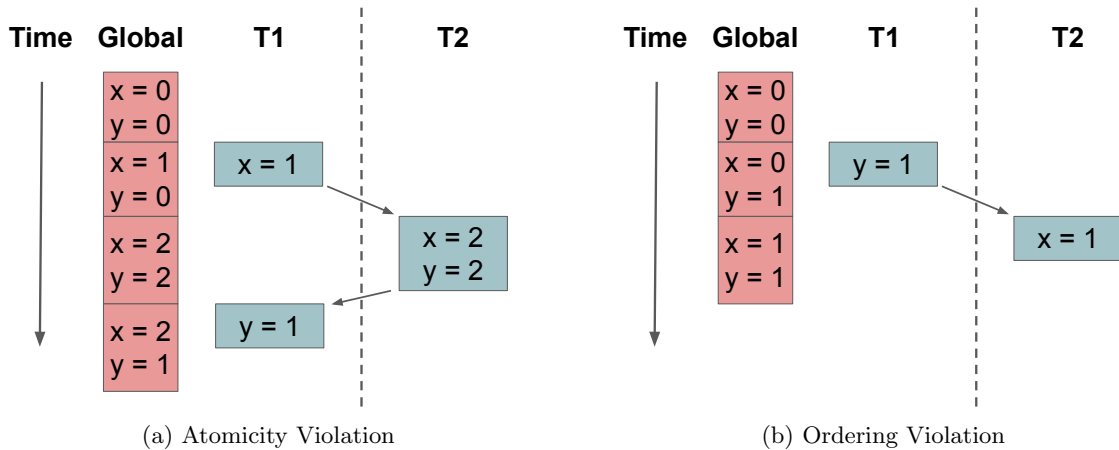 Time Global T1 T2
x = 0
y = 0
x = 1
y = 0
x = 1
x = 2
y = 2
x = 2
y = 2
y = 1
x = 2
y = 1
(a) Atomicity Violation
Time Global T1 T2
x = 0
y = 0
x = 0
y = 1
y = 1
x = 1
y = 1
x = 1
(b) Ordering Violation